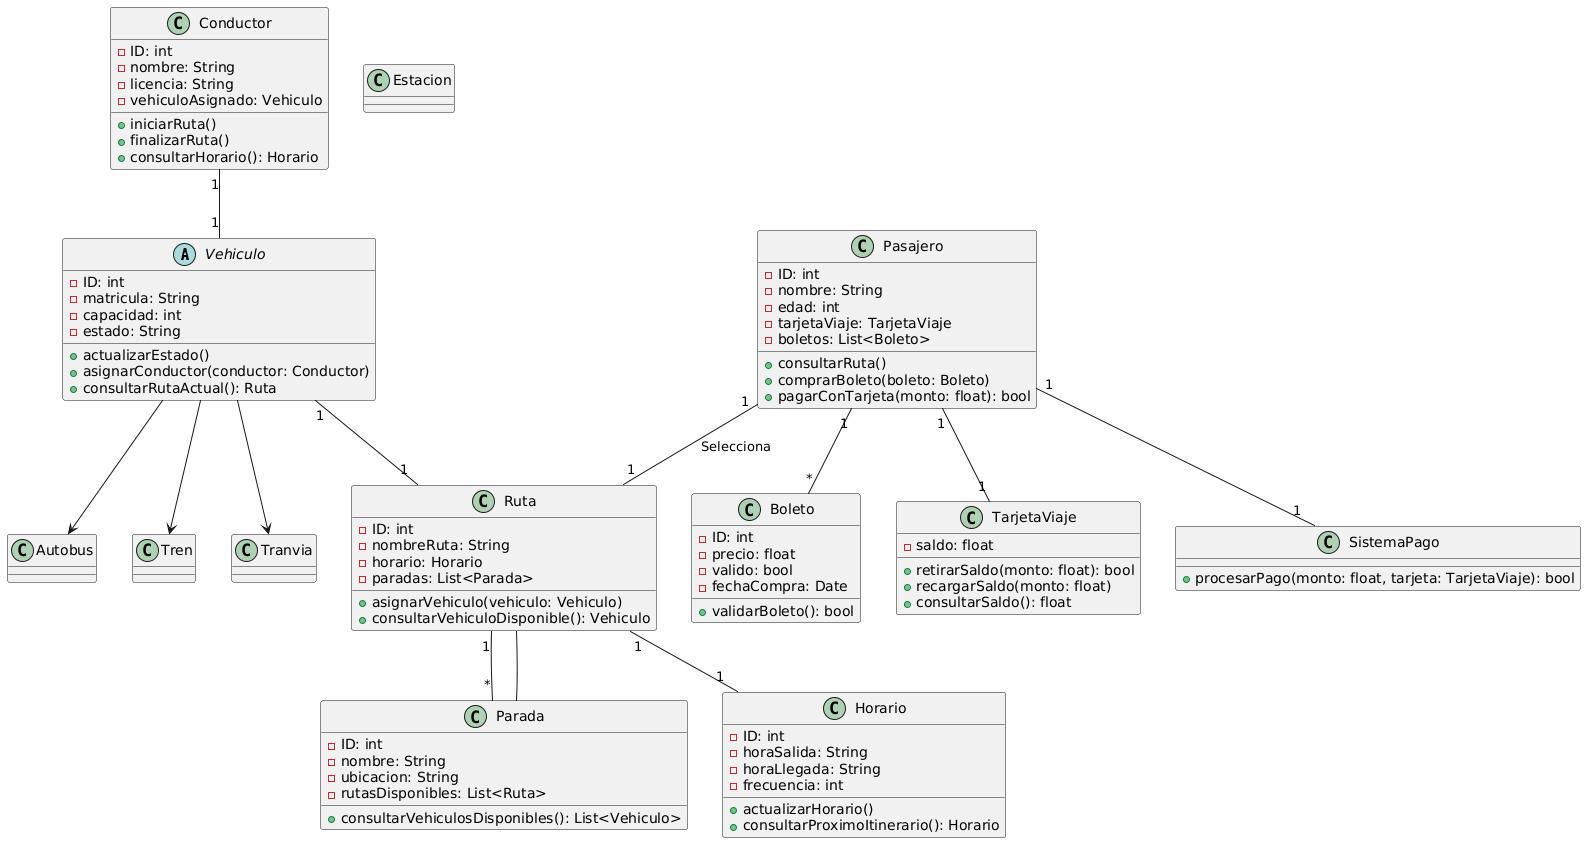 C Conductor
ID: int
nombre: String
licencia: String
vehiculoAsignado: Vehiculo
iniciarRuta()
finalizarRuta()
consultarHorario(): Horario
C Estacion
1
1
A Vehiculo
ID: int
matricula: String
capacidad: int
estado: String
actualizarEstado()
asignarConductor(conductor: Conductor)
consultarRutaActual(): Ruta
C Pasajero
ID: int
nombre: String
edad: int
tarjetaViaje: TarjetaViaje
boletos: List<Boleto>
consultarRuta()
comprarBoleto(boleto: Boleto)
pagarConTarjeta(monto: float): bool
1
1
1
1
1
Selecciona
1
1
*
1
1
C Autobus
C Tren
C Tranvia
C Ruta
ID: int
nombreRuta: String
horario: Horario
paradas: List<Parada>
asignarVehiculo(vehiculo: Vehiculo)
consultarVehiculoDisponible(): Vehiculo
C Boleto
ID: int
precio: float
valido: bool
fechaCompra: Date
validarBoleto(): bool
C TarjetaViaje
saldo: float
retirarSaldo(monto: float): bool
recargarSaldo(monto: float)
consultarSaldo(): float
C SistemaPago
procesarPago(monto: float, tarjeta: TarjetaViaje): bool
1
1
*
1
C Parada
ID: int
nombre: String
ubicacion: String
rutasDisponibles: List<Ruta>
consultarVehiculosDisponibles(): List<Vehiculo>
C Horario
ID: int
horaSalida: String
horaLlegada: String
frecuencia: int
actualizarHorario()
consultarProximoItinerario(): Horario